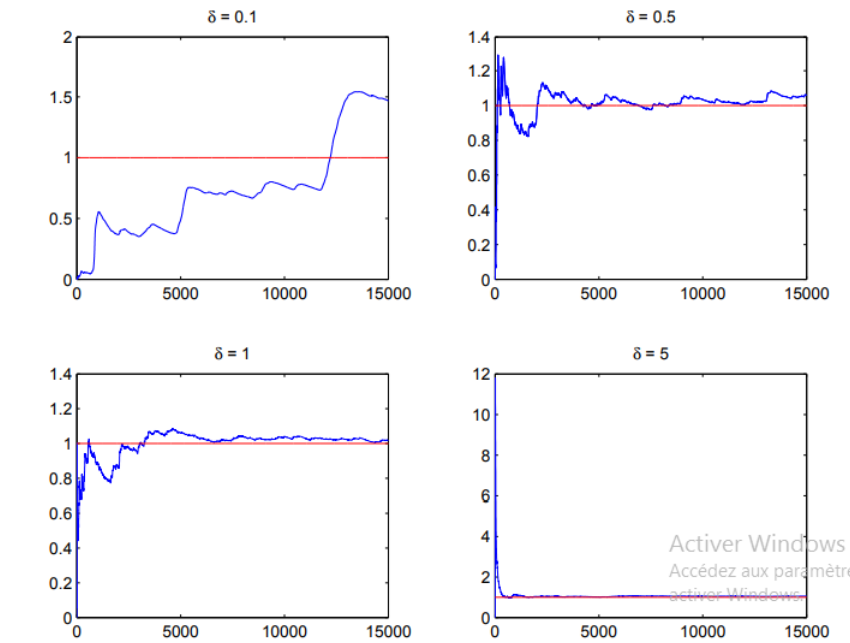 δ = 0.1
2
1.5
1
0.5
0
0 5000 10000 15000
δ = 0.5
1.4
1.2
1
0.8
0.6
0.4
0.2
0
0 5000 10000 15000
δ = 1
1.4
1.2
1
0.8
0.6
0.4
0.2
0
0 5000 10000 15000
δ = 5
12
10
8
6
4
2
0
0 5000 10000 15000
Activer Windows
Accédez aux paramètre
activer Windows.